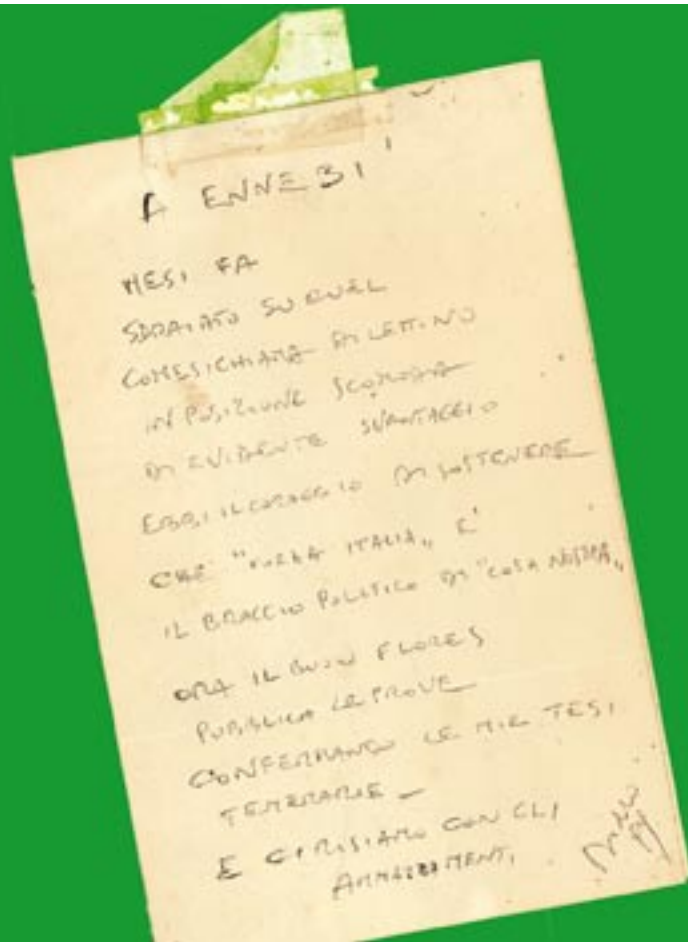 A ENNEBI'
MESI FA
SDRAIATO SU QUEL
COMESICHIAMA DI LETTINO
IN POSIZIONE SCOMODA
DI EVIDENTE SVANTAGGIO
EBBI IL CORAGGIO DI SOSTENERE
CHE "FORZA ITALIA„ E'
IL BRACCIO POLITICO DI "COSA NOSTRA„
ORA IL BUON FLORES
PUBBLICA LE PROVE
CONFERMANDO LE MIE TESI
TEMERARIE –
E CI RISIAMO CON GLI
AMMAZZAMENTI